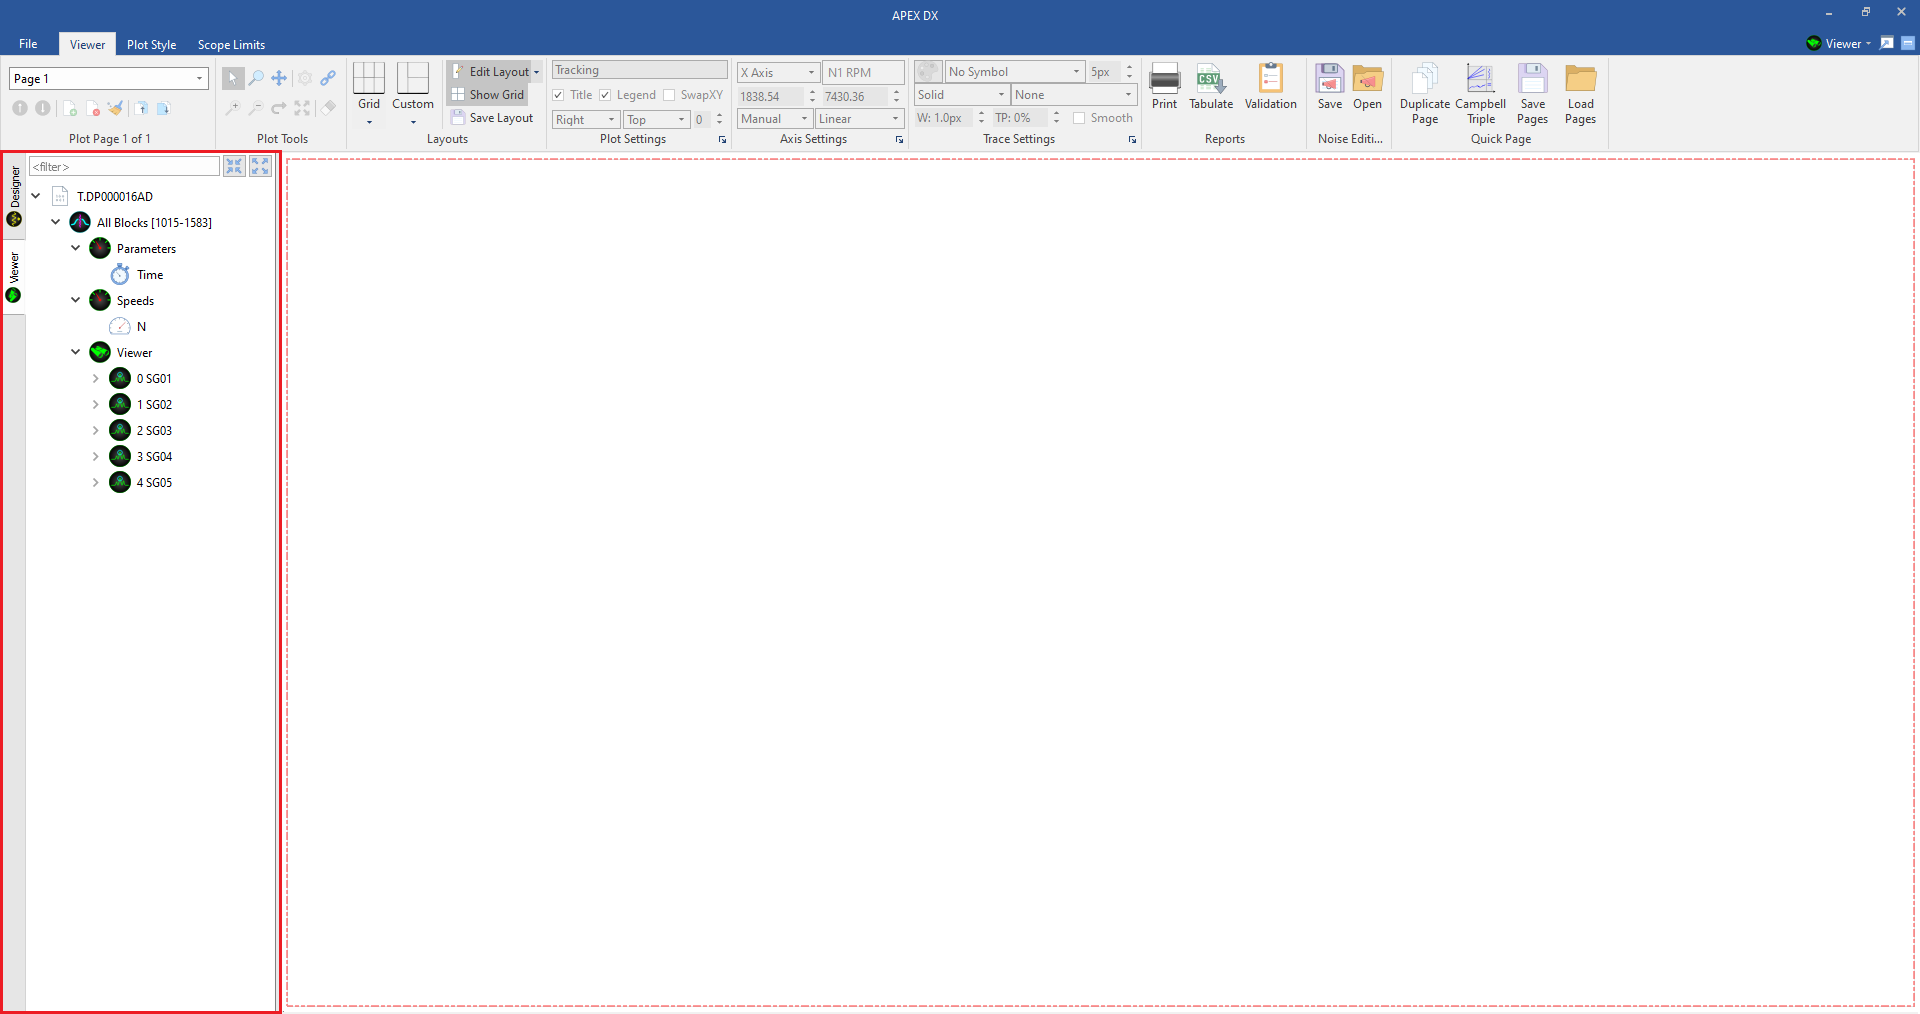 APEX DX
File Viewer Plot Style Scope Limits Viewer
Page 1
Plot Page 1 of 1
Plot Tools
Grid Custom
Edit Layout
Show Grid
Save Layout
Layouts
Tracking
Title Legend SwapXY
Right Top 0
Plot Settings
X Axis N1 RPM
1838.54 7430.36
Manual Linear
Axis Settings
No Symbol 5px
Solid None
W: 1.0px TP: 0% Smooth
Trace Settings
Print Tabulate Validation
Reports
Save Open
Noise Editi...
Duplicate Page Campbell Triple Save Pages Load Pages
Quick Page
Designer
Viewer
<filter>
T.DP000016AD
All Blocks [1015-1583]
Parameters
Time
Speeds
N
Viewer
0 SG01
1 SG02
2 SG03
3 SG04
4 SG05